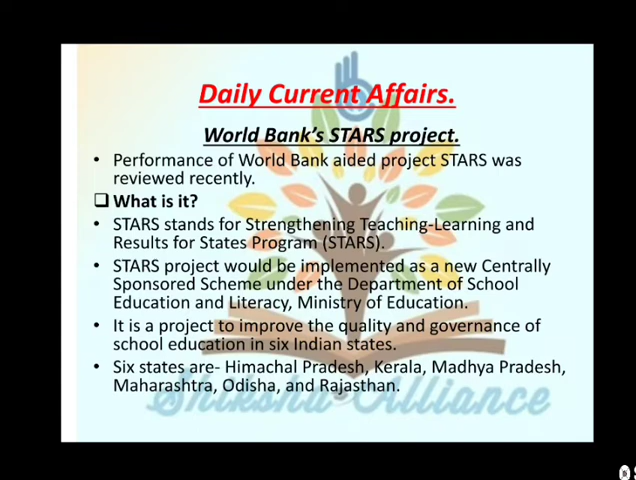 Daily Current Affairs.
World Bank's STARS project.
• Performance of World Bank aided project STARS was
reviewed recently.
❑ What is it?
• STARS stands for Strengthening Teaching-Learning and
Results for States Program (STARS).
• STARS project would be implemented as a new Centrally
Sponsored Scheme under the Department of School
Education and Literacy, Ministry of Education.
• It is a project to improve the quality and governance of
school education in six Indian states.
• Six states are- Himachal Pradesh, Kerala, Madhya Pradesh,
Maharashtra, Odisha, and Rajasthan.
Shiksha Alliance